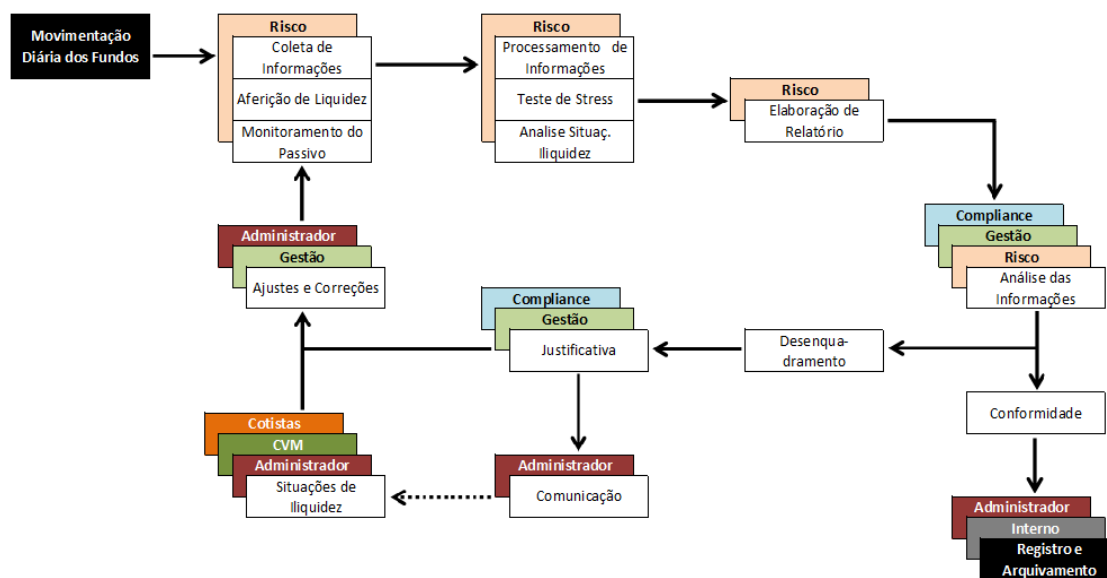 Movimentação
Diária dos Fundos
Risco
Coleta de
Informações
Aferição de Liquidez
Monitoramento do
Passivo
Risco
Processamento de
Informações
Teste de Stress
Analise Situaç.
Iliquidez
Risco
Elaboração de
Relatório
Compliance
Gestão
Risco
Análise das
Informações
Administrador
Gestão
Ajustes e Correções
Compliance
Gestão
Justificativa
Desenqua-
dramento
Conformidade
Cotistas
CVM
Administrador
Situações de
Iliquidez
Administrador
Comunicação
Administrador
Interno
Registro e
Arquivamento